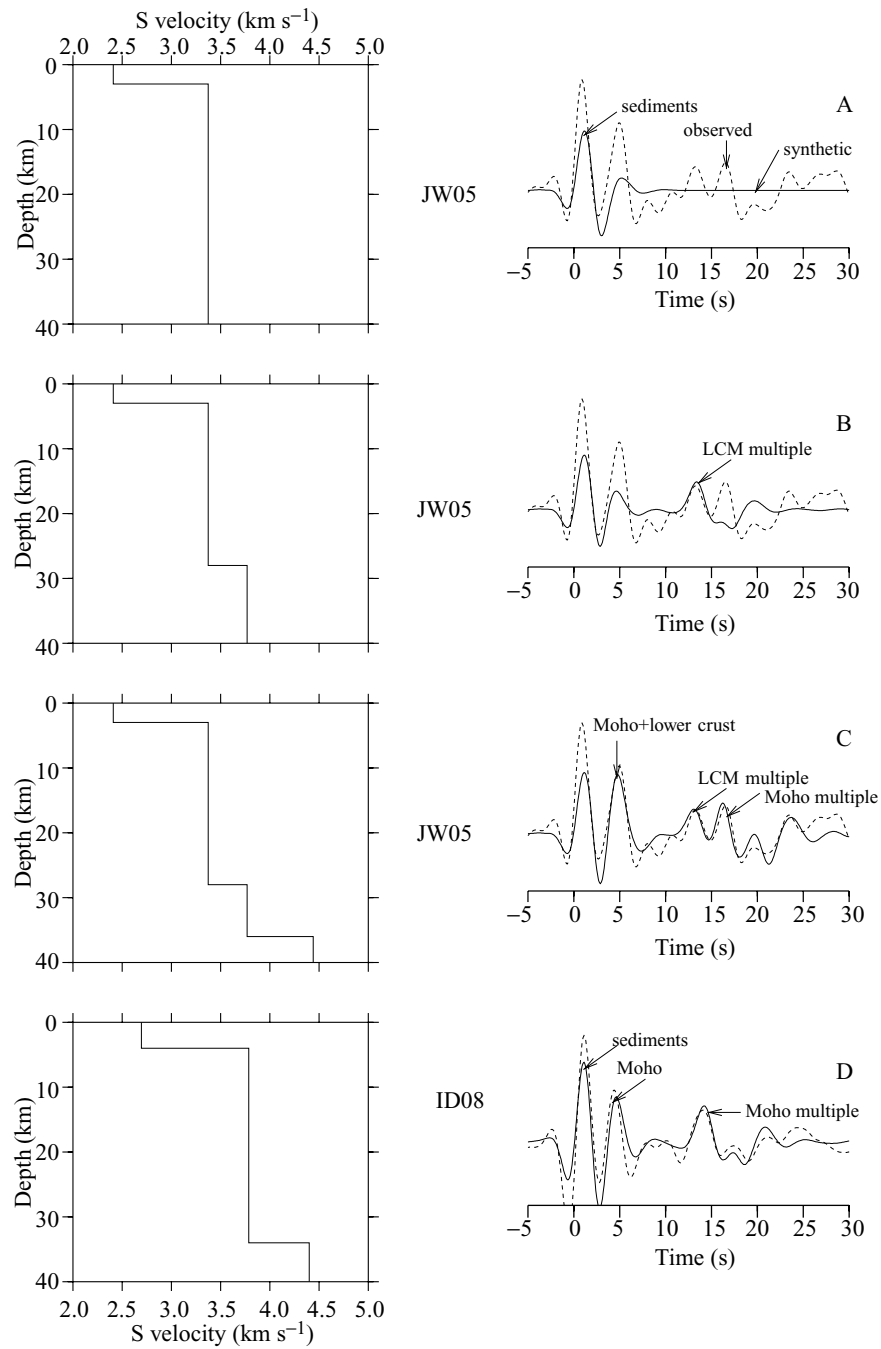 S velocity (km s⁻¹)
2.0 2.5 3.0 3.5 4.0 4.5 5.0
0
10
20
30
40
Depth (km)
JW05
A
sediments
observed
synthetic
−5 0 5 10 15 20 25 30
Time (s)
0
10
20
30
40
Depth (km)
JW05
B
LCM multiple
−5 0 5 10 15 20 25 30
Time (s)
0
10
20
30
40
Depth (km)
JW05
C
Moho+lower crust
LCM multiple
Moho multiple
−5 0 5 10 15 20 25 30
Time (s)
0
10
20
30
40
Depth (km)
2.0 2.5 3.0 3.5 4.0 4.5 5.0
S velocity (km s⁻¹)
ID08
D
sediments
Moho
Moho multiple
−5 0 5 10 15 20 25 30
Time (s)